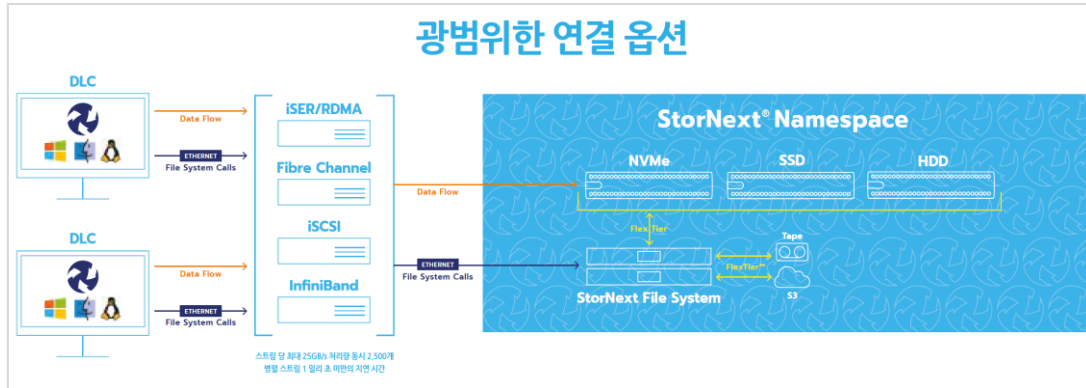 광범위한 연결 옵션
DLC
Data Flow
ETHERNET
File System Calls
DLC
Data Flow
ETHERNET
File System Calls
iSER/RDMA
Fibre Channel
iSCSI
InfiniBand
스트림 당 최대 25GB/s 처리량 동시 2,500개
병렬 스트림 1 밀리 초 미만의 지연 시간
Data Flow
ETHERNET
File System Calls
StorNext® Namespace
NVMe
SSD
HDD
Flex Tier
StorNext File System
FlexTier™
Tape
S3